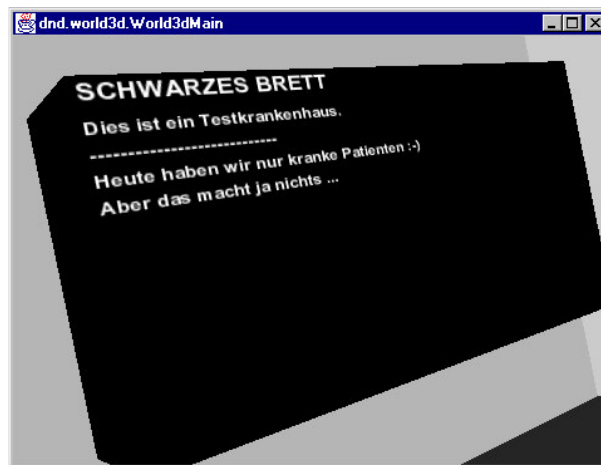 dnd.world3d.World3dMain
SCHWARZES BRETT
Dies ist ein Testkrankenhaus.
----------------------------
Heute haben wir nur kranke Patienten :-)
Aber das macht ja nichts ...